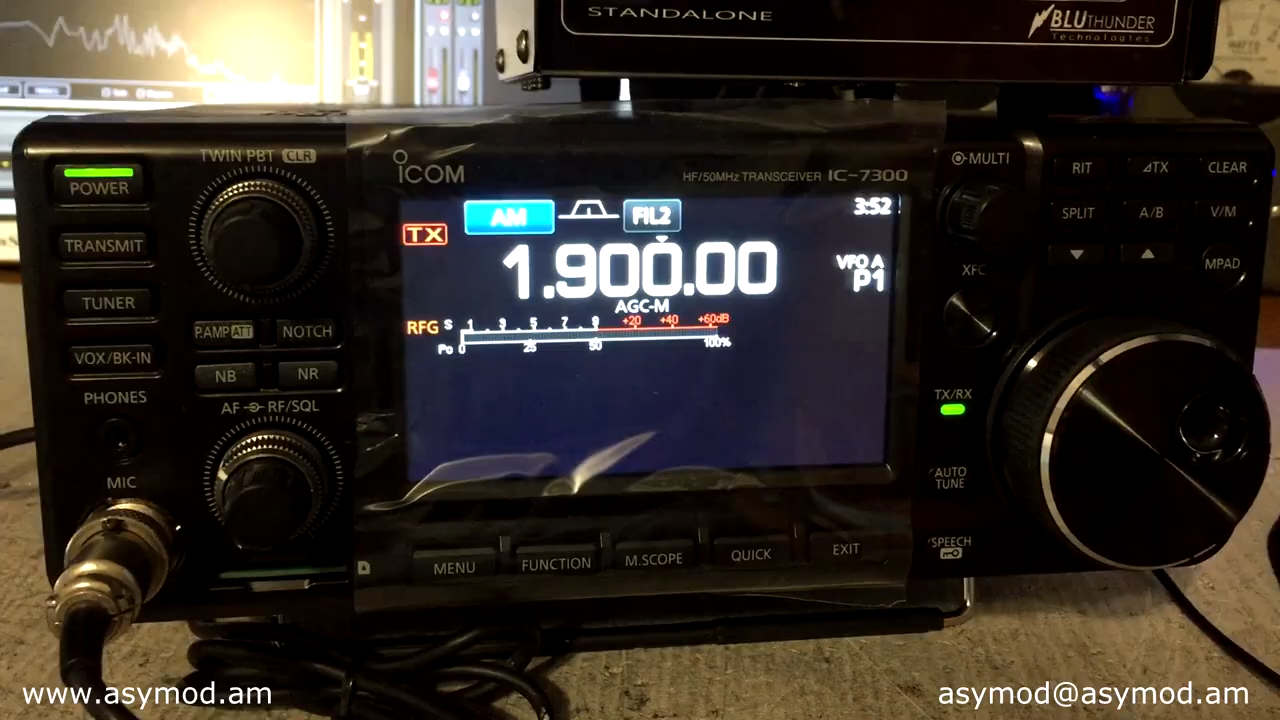 STANDALONE
BLUTHUNDER
Technologies
TWIN PBT CLR
ICOM
HF/50MHz TRANSCEIVER IC-7300
MULTI
RIT
⊿TX
CLEAR
POWER
AM
FIL2
3:52
TX
SPLIT
A/B
V/M
TRANSMIT
1.900.00
VFO A
P1
XFC
MPAD
TUNER
AGC-M
P.AMP ATT
NOTCH
RFG
S 1 . 3 . 5 . 7 . 9 +20 +40 +60dB
Po 0 25 50 100%
VOX/BK-IN
NB
NR
PHONES
AF RF/SQL
TX/RX
MIC
AUTO
TUNE
SPEECH
MENU
FUNCTION
M.SCOPE
QUICK
EXIT
www.asymod.am
asymod@asymod.am